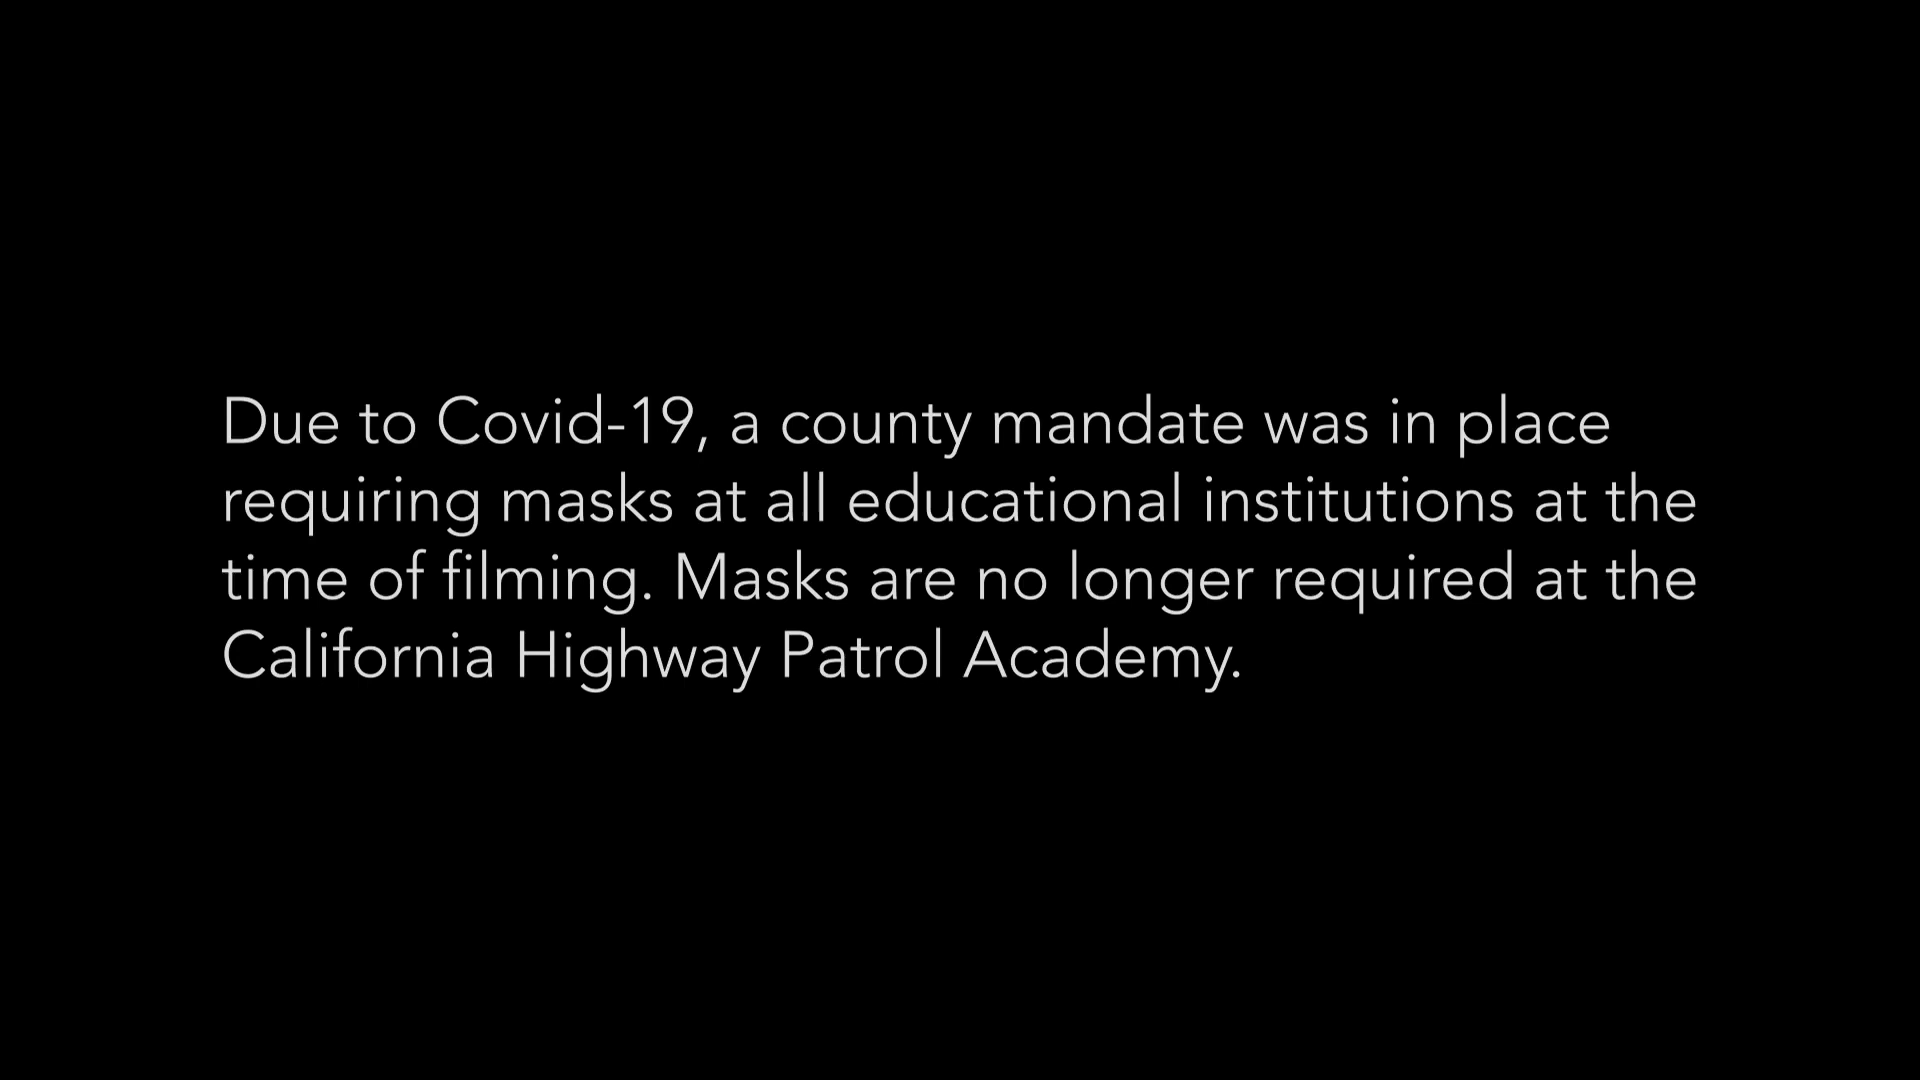 Due to Covid-19, a county mandate was in place
requiring masks at all educational institutions at the
time of filming. Masks are no longer required at the
California Highway Patrol Academy.